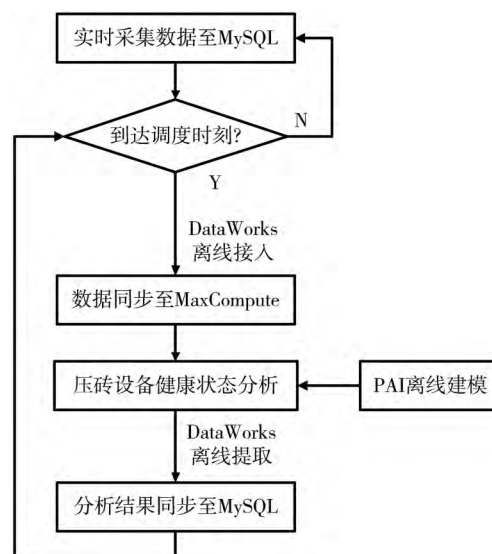 实时采集数据至MySQL
到达调度时刻?
N
Y
DataWorks
离线接入
数据同步至MaxCompute
压砖设备健康状态分析
PAI离线建模
DataWorks
离线提取
分析结果同步至MySQL